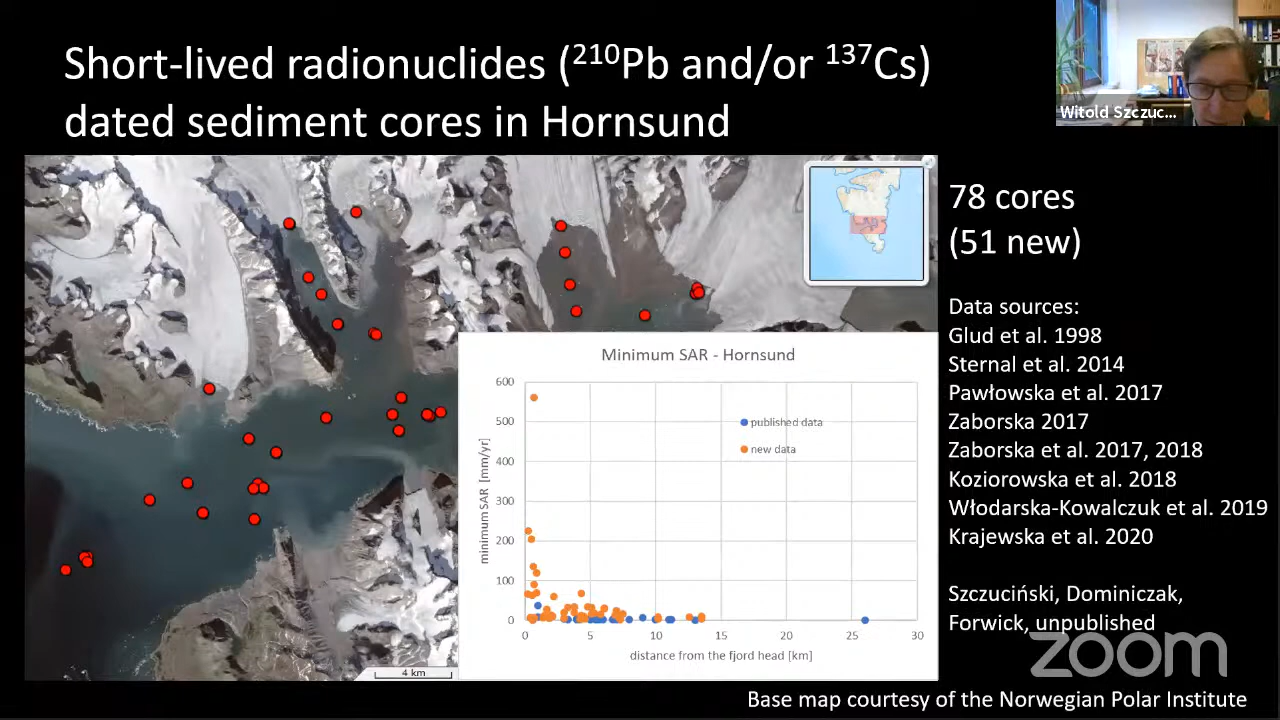 Short-lived radionuclides (²¹⁰Pb and/or ¹³⁷Cs)
dated sediment cores in Hornsund
Witold Szczuc...
78 cores
(51 new)
Data sources:
Glud et al. 1998
Sternal et al. 2014
Pawłowska et al. 2017
Zaborska 2017
Zaborska et al. 2017, 2018
Koziorowska et al. 2018
Włodarska-Kowalczuk et al. 2019
Krajewska et al. 2020
Szczuciński, Dominiczak,
Forwick, unpublished
Minimum SAR - Hornsund
minimum SAR [mm/yr]
600
500
400
300
200
100
0
published data
new data
0 5 10 15 20 25 30
distance from the fjord head [km]
4 km
zoom
Base map courtesy of the Norwegian Polar Institute